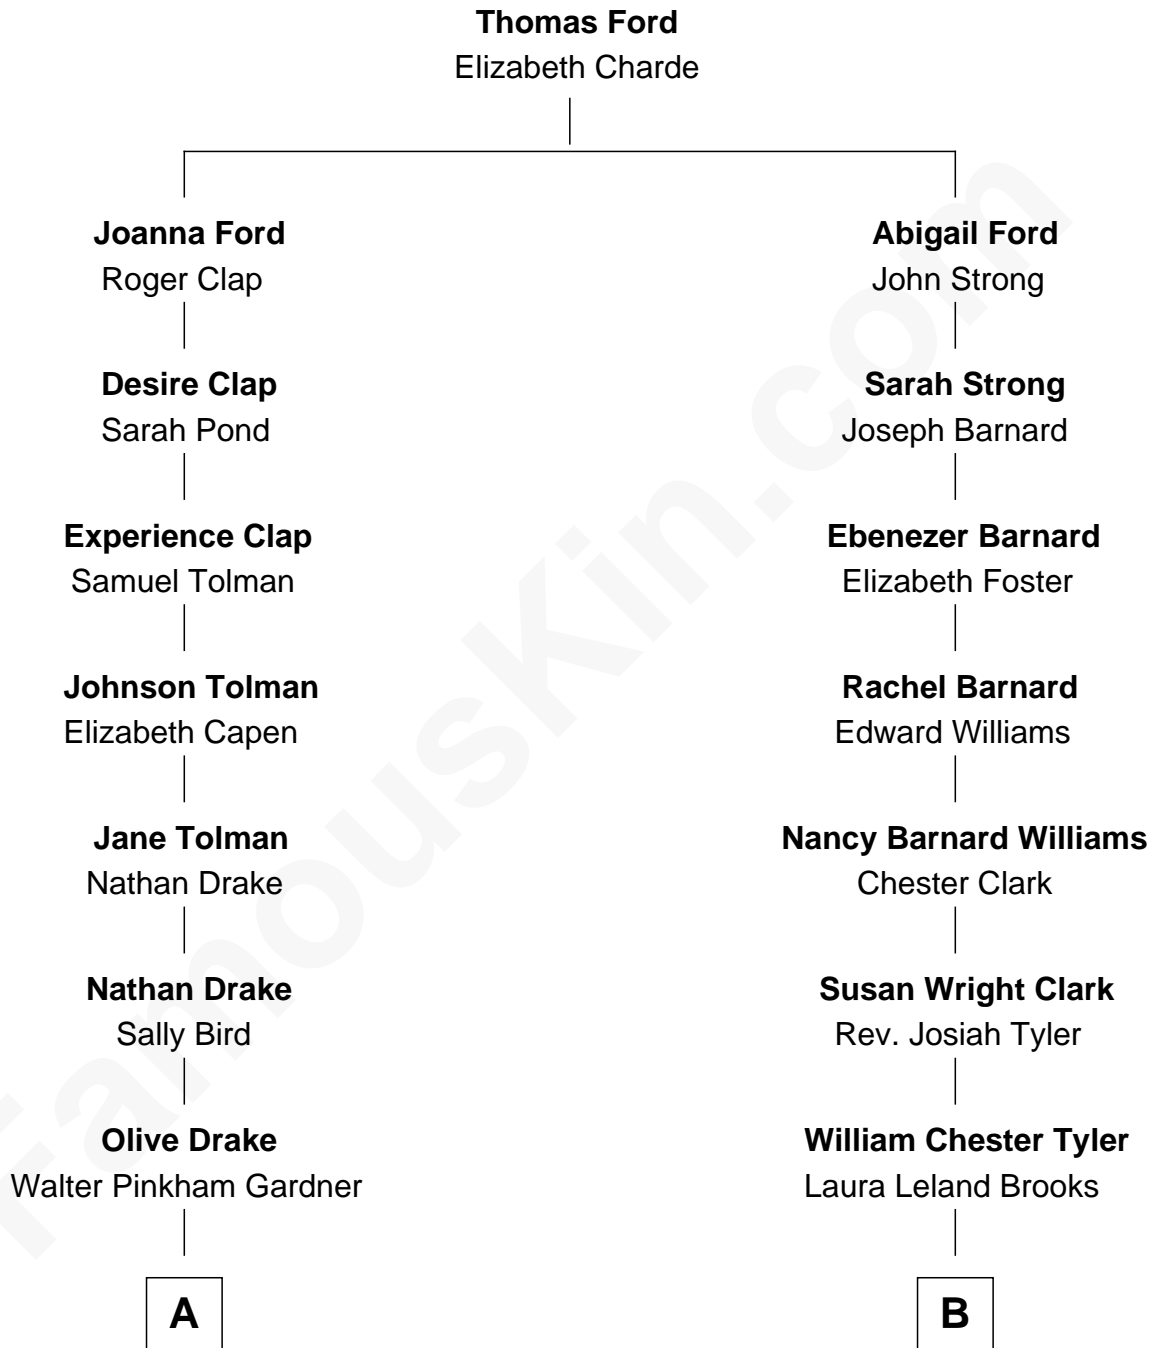 Thomas Ford
Elizabeth Charde
Joanna Ford
Roger Clap
Abigail Ford
John Strong
Desire Clap
Sarah Pond
Sarah Strong
Joseph Barnard
Experience Clap
Samuel Tolman
Ebenezer Barnard
Elizabeth Foster
Johnson Tolman
Elizabeth Capen
Rachel Barnard
Edward Williams
Jane Tolman
Nathan Drake
Nancy Barnard Williams
Chester Clark
Nathan Drake
Sally Bird
Susan Wright Clark
Rev. Josiah Tyler
Olive Drake
Walter Pinkham Gardner
William Chester Tyler
Laura Leland Brooks
A
B
FamousKin.com